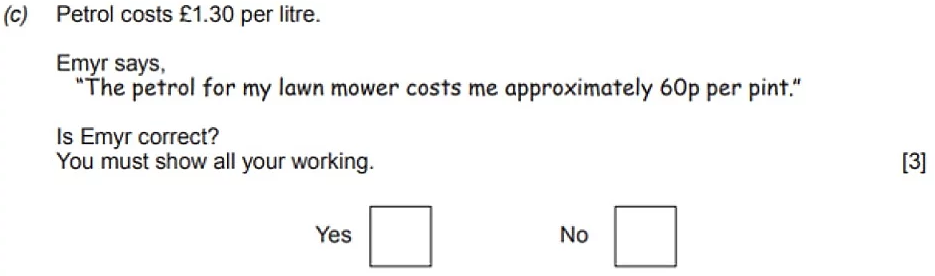 (c) Petrol costs £1.30 per litre.
Emyr says,
"The petrol for my lawn mower costs me approximately 60p per pint."
Is Emyr correct?
You must show all your working. [3]
Yes No